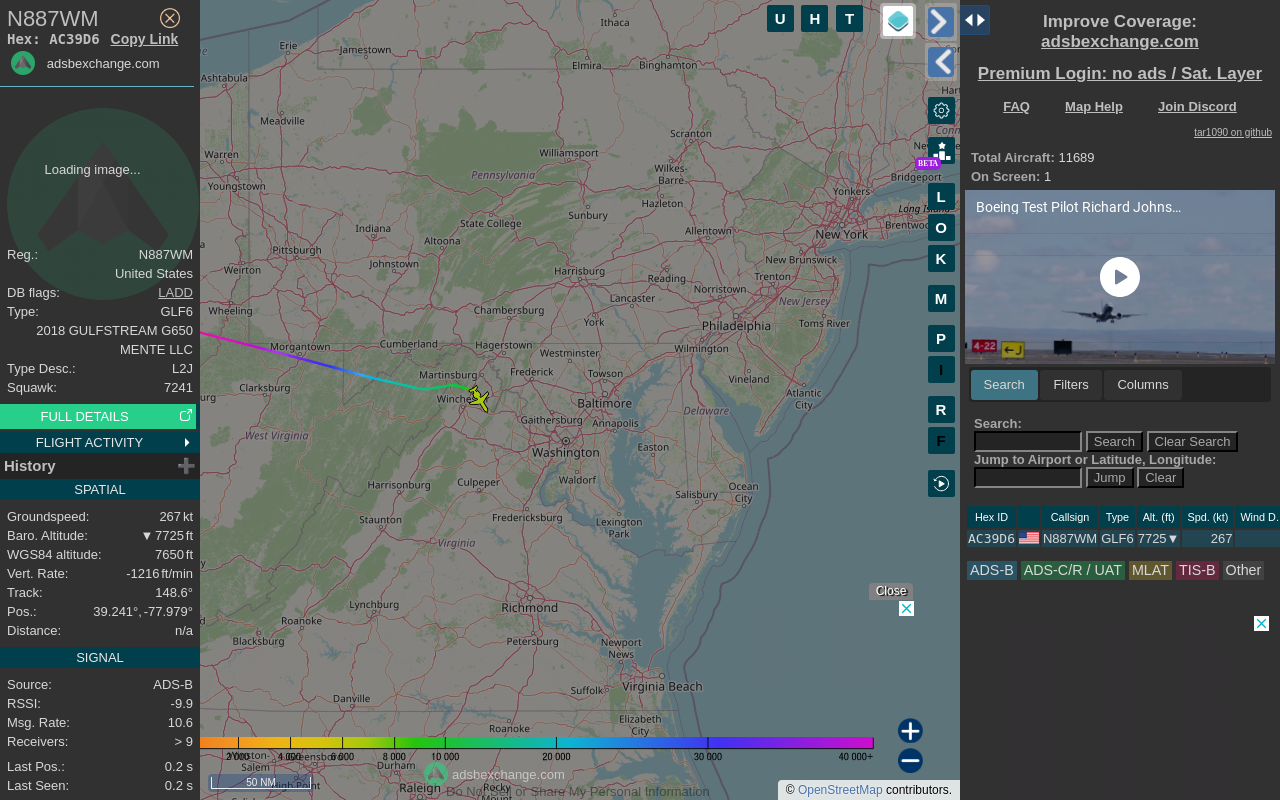 N887WM
Hex: AC39D6 Copy Link
adsbexchange.com
Loading image...
Reg.: N887WM
United States
DB flags: LADD
Type: GLF6
2018 GULFSTREAM G650
MENTE LLC
Type Desc.: L2J
Squawk: 7241
FULL DETAILS
FLIGHT ACTIVITY
History
SPATIAL
Groundspeed: 267 kt
Baro. Altitude: ▼ 7725 ft
WGS84 altitude: 7650 ft
Vert. Rate: -1216 ft/min
Track: 148.6°
Pos.: 39.241°, -77.979°
Distance: n/a
SIGNAL
Source: ADS-B
RSSI: -9.9
Msg. Rate: 10.6
Receivers: > 9
Last Pos.: 0.2 s
Last Seen: 0.2 s
U H T
Ithaca
Erie
Jamestown
Elmira
Binghamton
Ashtabula
Meadville
Scranton
Warren
Williamsport
Wilkes-
Barre
Youngstown
Pennsylvania
Hazleton
Yonkers
Bridgeport
Long Island
Sunbury
State College
Indiana
Altoona
Allentown
New York
Brentwood
Pittsburgh
Johnstown
Weirton
Harrisburg
Reading
New Brunswick
Trenton
Norristown
Lancaster
New Jersey
Wheeling
Chambersburg
York
Philadelphia
Toms River
Morgantown
Cumberland
Hagerstown
Westminster
Wilmington
Martinsburg
Frederick
Towson
Vineland
Clarksburg
Baltimore
Atlantic
City
Gaithersburg
Annapolis
Delaware
West Virginia
Washington
Easton
Waldorf
Harrisonburg
Culpeper
Salisbury
Ocean
City
Staunton
Fredericksburg
Lexington
Park
Virginia
Lynchburg
Richmond
Roanoke
Blacksburg
Petersburg
Newport
News
Suffolk
Virginia Beach
Danville
Elizabeth
City
Roanoke
Durham
Raleigh
Rocky
Mount
BETA
L
O
K
M
P
I
R
F
Close
6 000 8 000 10 000 20 000 30 000 40 000+
50 NM
adsbexchange.com
Do Not Sell or Share My Personal Information
© OpenStreetMap contributors.
Improve Coverage:
adsbexchange.com
Premium Login: no ads / Sat. Layer
FAQ Map Help Join Discord
tar1090 on github
Total Aircraft: 11689
On Screen: 1
Boeing Test Pilot Richard Johns...
4-22
J
Search Filters Columns
Search:
Search Clear Search
Jump to Airport or Latitude, Longitude:
Jump Clear
Hex ID Callsign Type Alt. (ft) Spd. (kt) Wind D.
AC39D6 N887WM GLF6 7725▼ 267
ADS-B ADS-C/R / UAT MLAT TIS-B Other